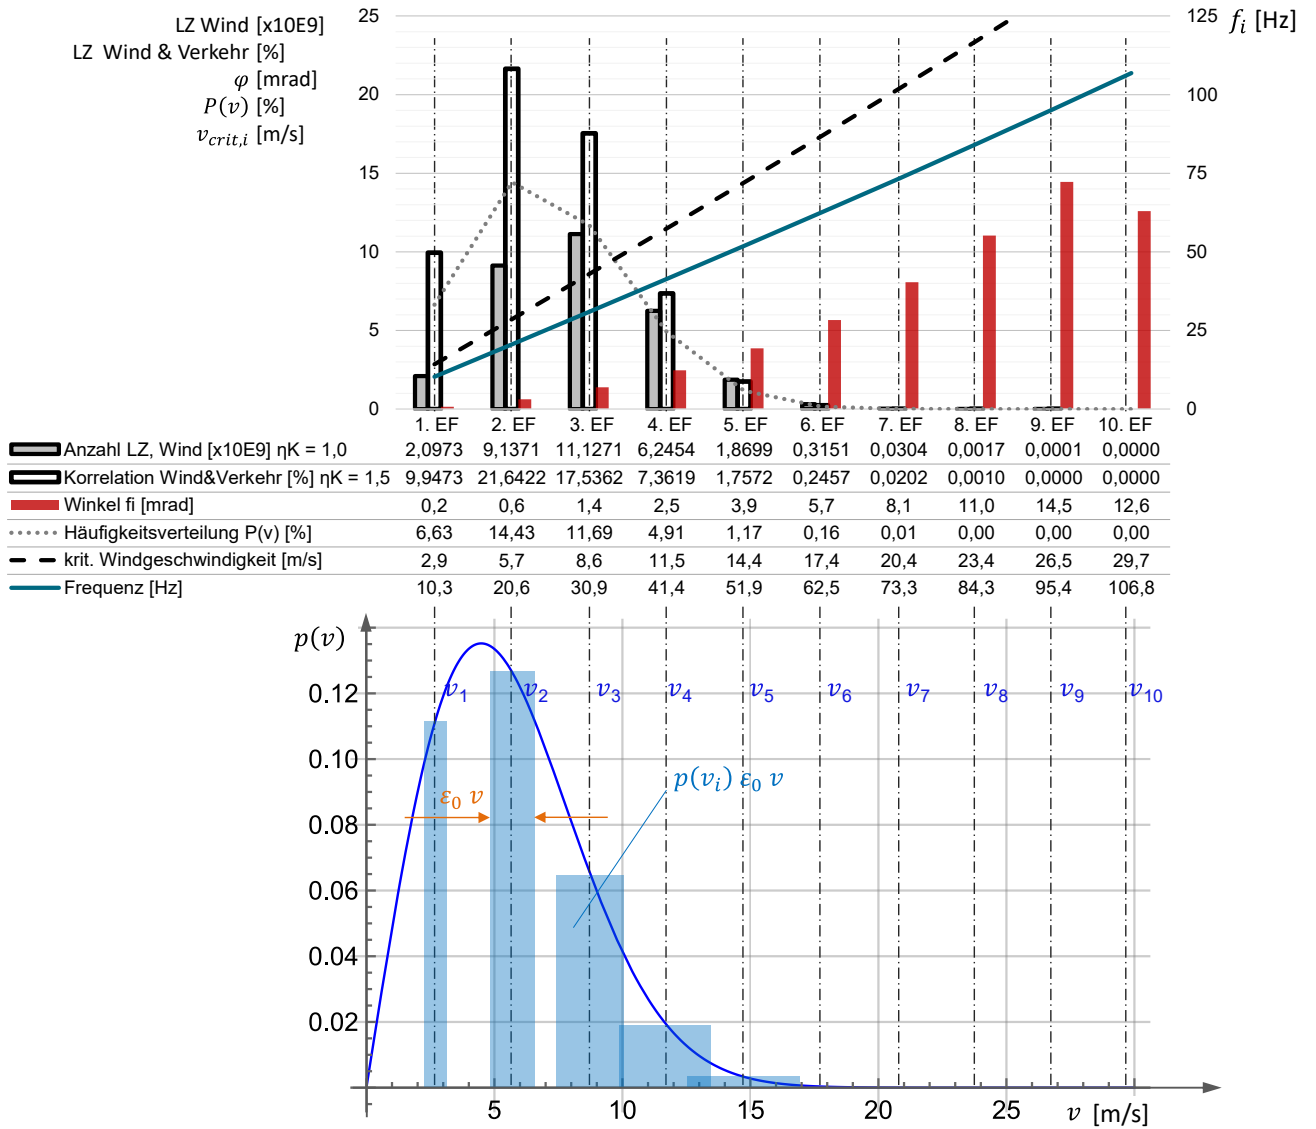 LZ Wind [x10E9]
LZ Wind & Verkehr [%]
φ [mrad]
P(v) [%]
v_crit,i [m/s]
25
20
15
10
5
0
125 f_i [Hz]
100
75
50
25
0
1. EF 2. EF 3. EF 4. EF 5. EF 6. EF 7. EF 8. EF 9. EF 10. EF
Anzahl LZ, Wind [x10E9] ηK = 1,0 2,0973 9,1371 11,1271 6,2454 1,8699 0,3151 0,0304 0,0017 0,0001 0,0000
Korrelation Wind&Verkehr [%] ηK = 1,5 9,9473 21,6422 17,5362 7,3619 1,7572 0,2457 0,0202 0,0010 0,0000 0,0000
Winkel fi [mrad] 0,2 0,6 1,4 2,5 3,9 5,7 8,1 11,0 14,5 12,6
Häufigkeitsverteilung P(v) [%] 6,63 14,43 11,69 4,91 1,17 0,16 0,01 0,00 0,00 0,00
krit. Windgeschwindigkeit [m/s] 2,9 5,7 8,6 11,5 14,4 17,4 20,4 23,4 26,5 29,7
Frequenz [Hz] 10,3 20,6 30,9 41,4 51,9 62,5 73,3 84,3 95,4 106,8
p(v)
0.12
0.10
0.08
0.06
0.04
0.02
v₁ v₂ v₃ v₄ v₅ v₆ v₇ v₈ v₉ v₁₀
p(v_i) ε₀ v
ε₀ v
5 10 15 20 25 v [m/s]